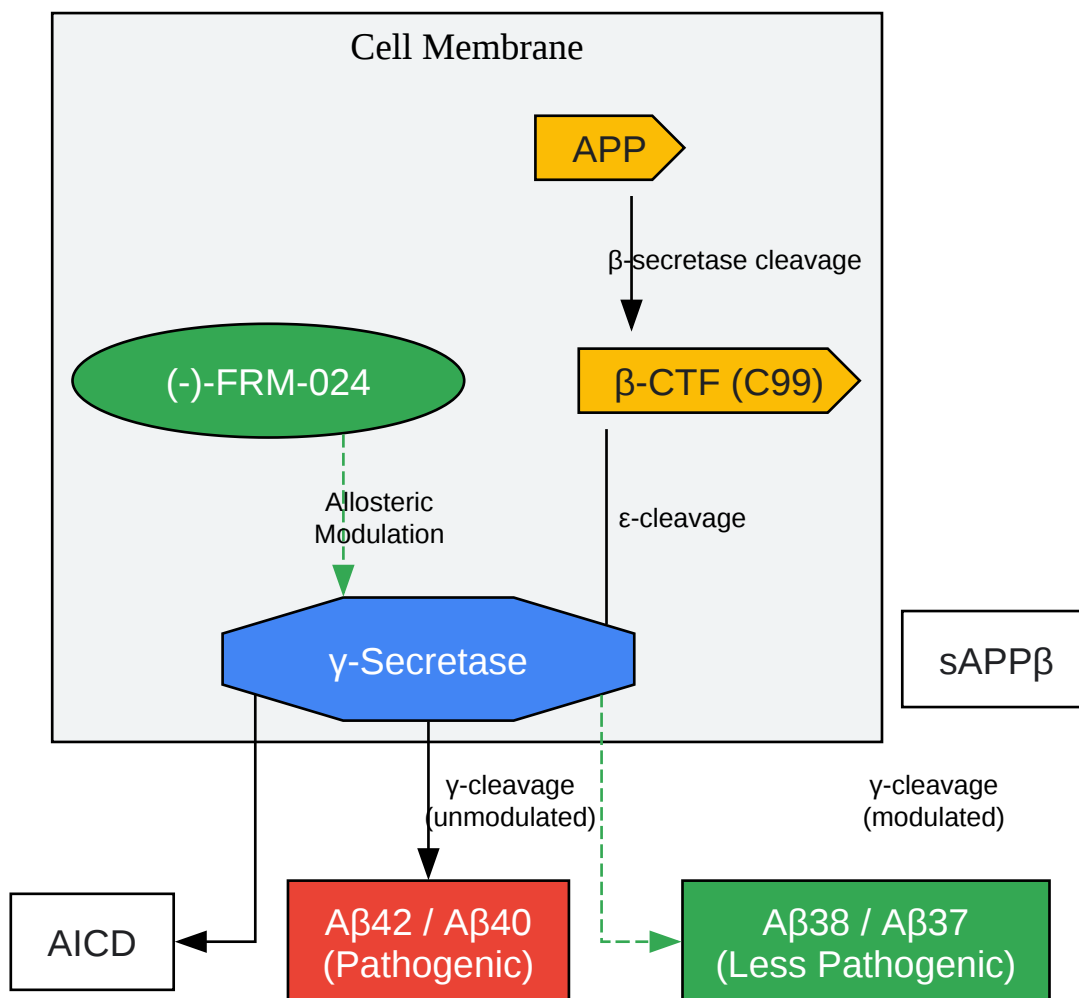 Cell Membrane
APP
β-secretase cleavage
(-)-FRM-024
β-CTF (C99)
Allosteric
Modulation
ε-cleavage
γ-Secretase
sAPPβ
γ-cleavage
(unmodulated)
γ-cleavage
(modulated)
AICD
Aβ42 / Aβ40
(Pathogenic)
Aβ38 / Aβ37
(Less Pathogenic)